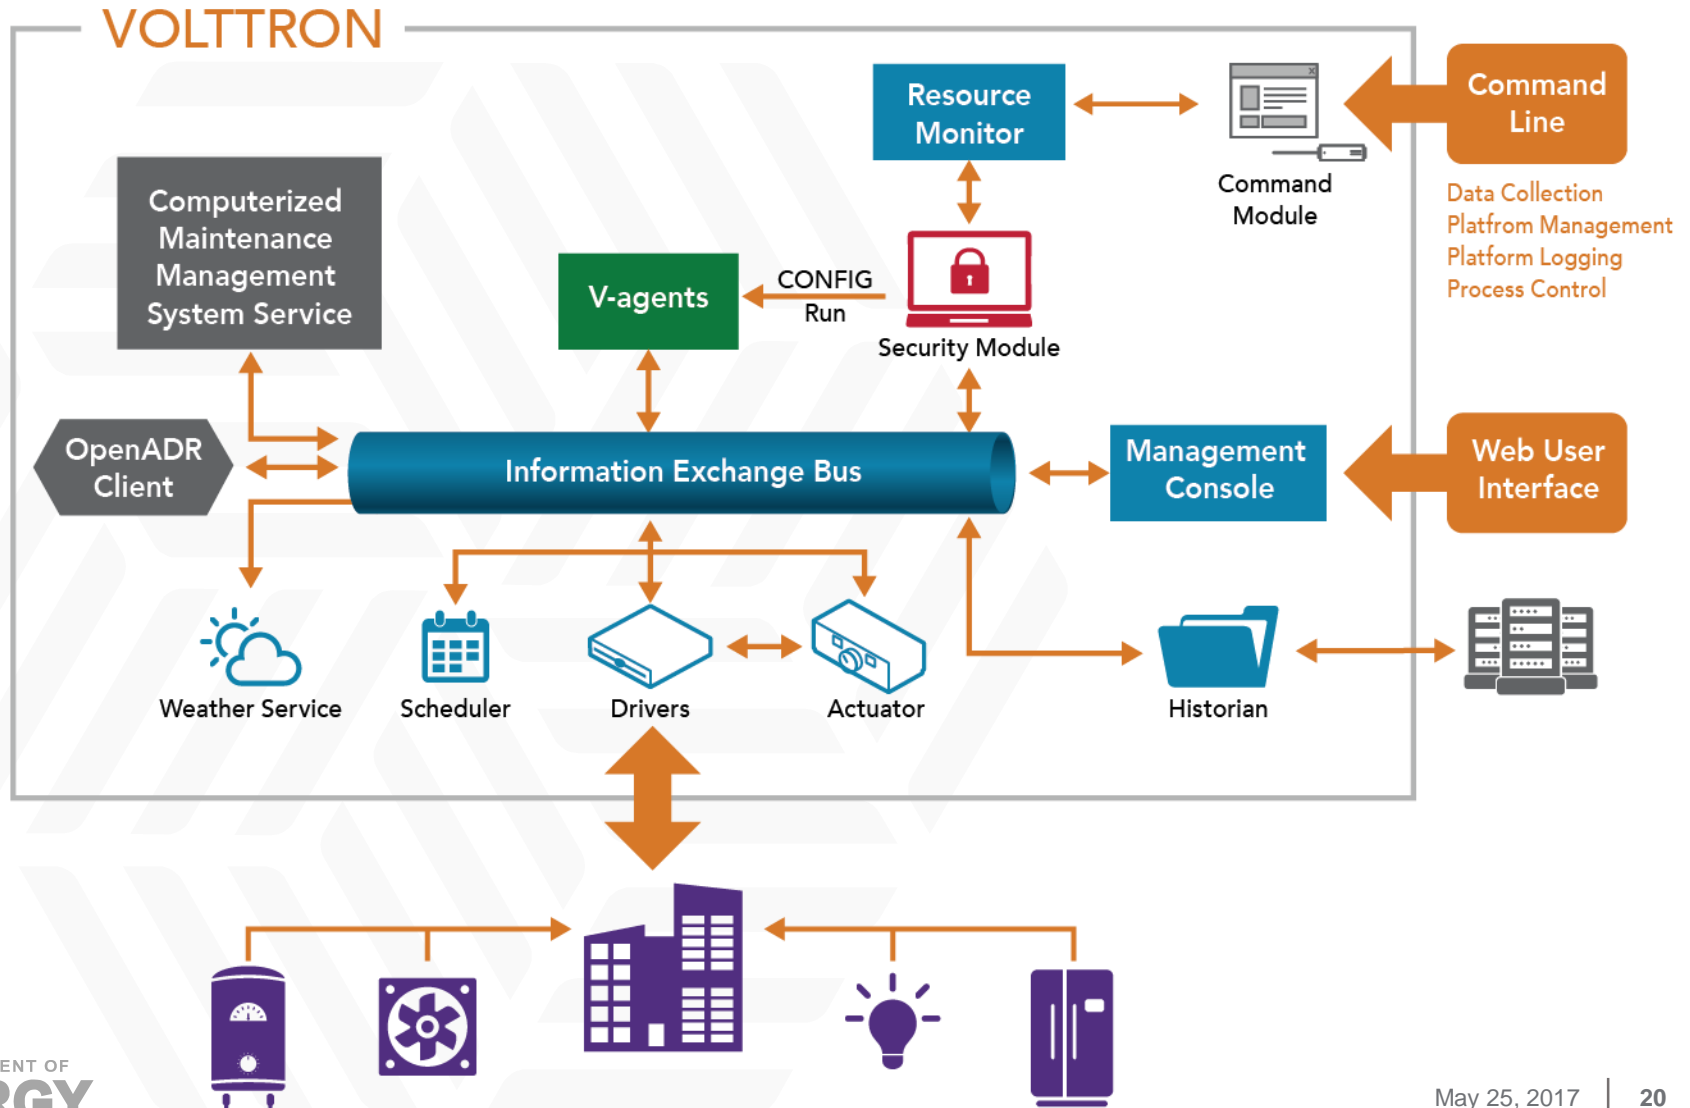 VOLTTRON
Resource
Monitor
Command
Module
Command
Line
Data Collection
Platfrom Management
Platform Logging
Process Control
Computerized
Maintenance
Management
System Service
V-agents
CONFIG
Run
Security Module
OpenADR
Client
Information Exchange Bus
Management
Console
Web User
Interface
Weather Service
Scheduler
Drivers
Actuator
Historian
ENT OF
RGY
May 25, 2017 | 20